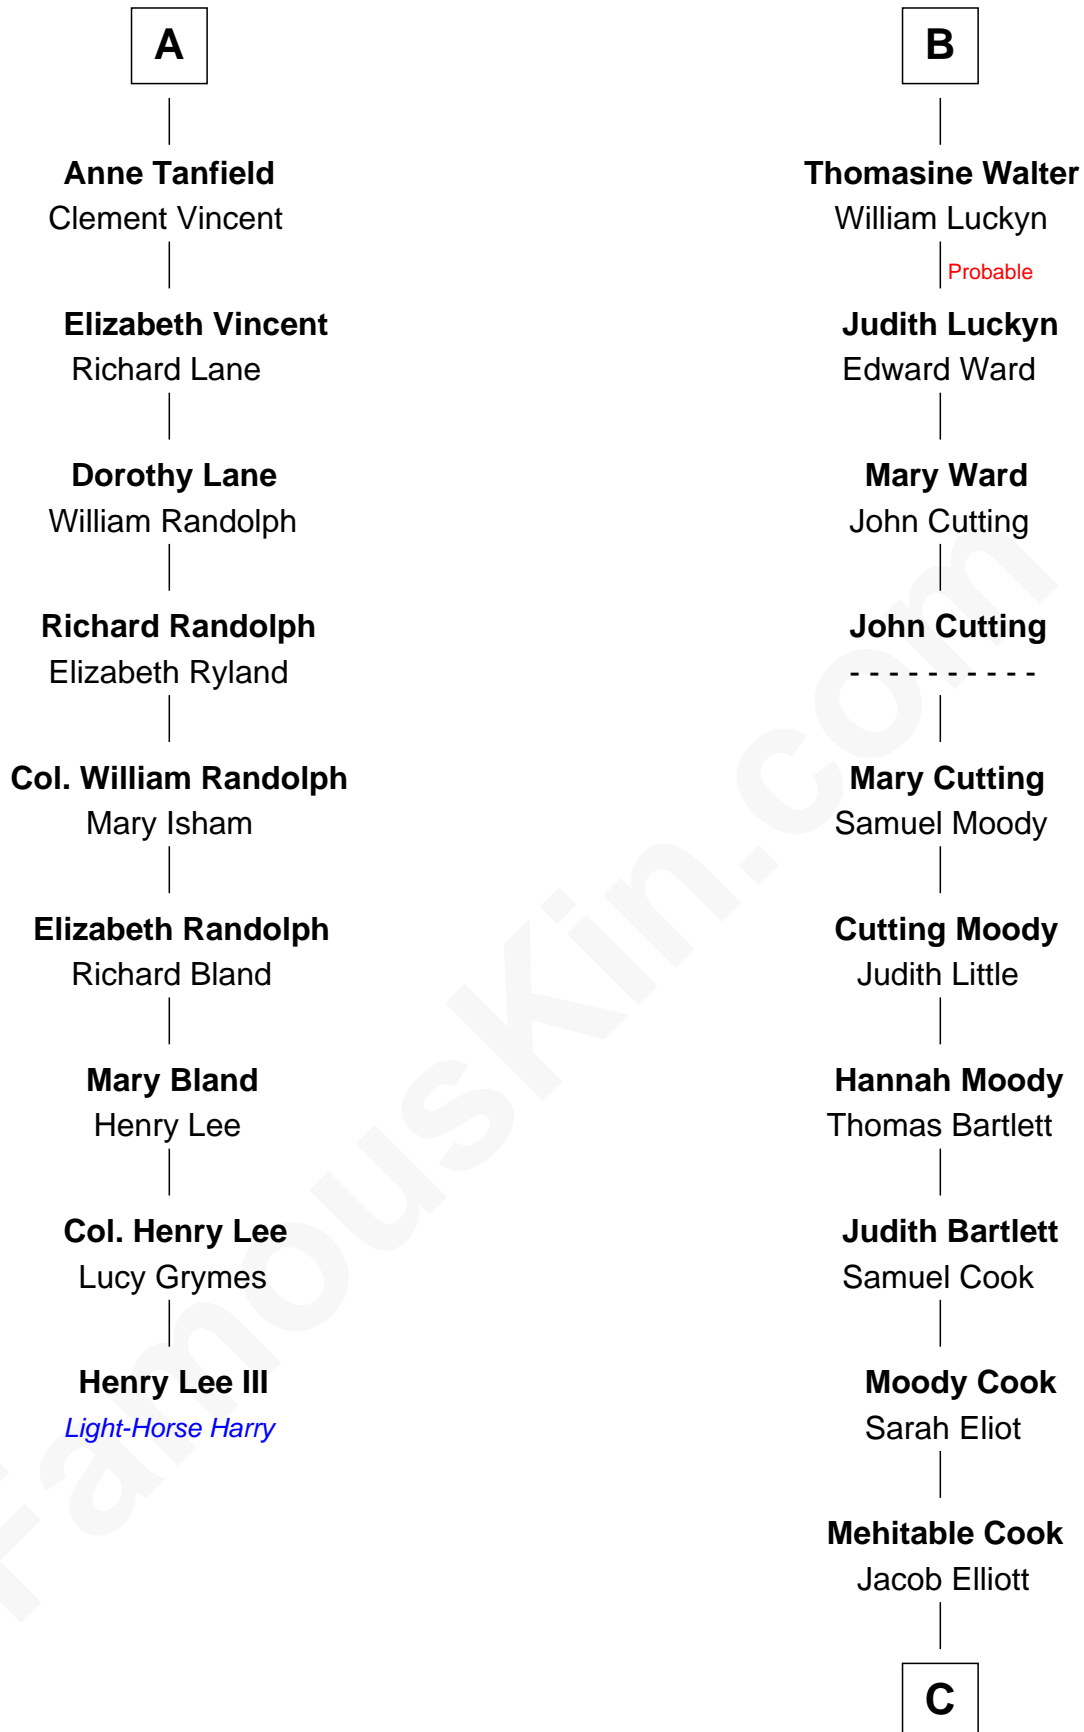 A
Anne Tanfield
Clement Vincent
Elizabeth Vincent
Richard Lane
Dorothy Lane
William Randolph
Richard Randolph
Elizabeth Ryland
Col. William Randolph
Mary Isham
Elizabeth Randolph
Richard Bland
Mary Bland
Henry Lee
Col. Henry Lee
Lucy Grymes
Henry Lee III
Light-Horse Harry
B
Thomasine Walter
William Luckyn
Probable
Judith Luckyn
Edward Ward
Mary Ward
John Cutting
John Cutting
- - - - - - - - - -
Mary Cutting
Samuel Moody
Cutting Moody
Judith Little
Hannah Moody
Thomas Bartlett
Judith Bartlett
Samuel Cook
Moody Cook
Sarah Eliot
Mehitable Cook
Jacob Elliott
C
FamousKin.com